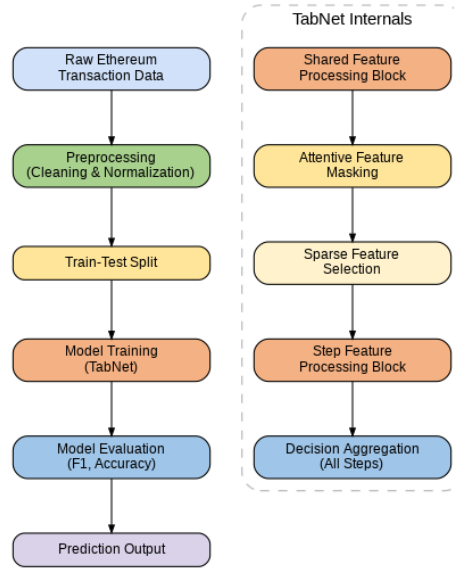 Raw Ethereum
Transaction Data
Preprocessing
(Cleaning & Normalization)
Train-Test Split
Model Training
(TabNet)
Model Evaluation
(F1, Accuracy)
Prediction Output
TabNet Internals
Shared Feature
Processing Block
Attentive Feature
Masking
Sparse Feature
Selection
Step Feature
Processing Block
Decision Aggregation
(All Steps)